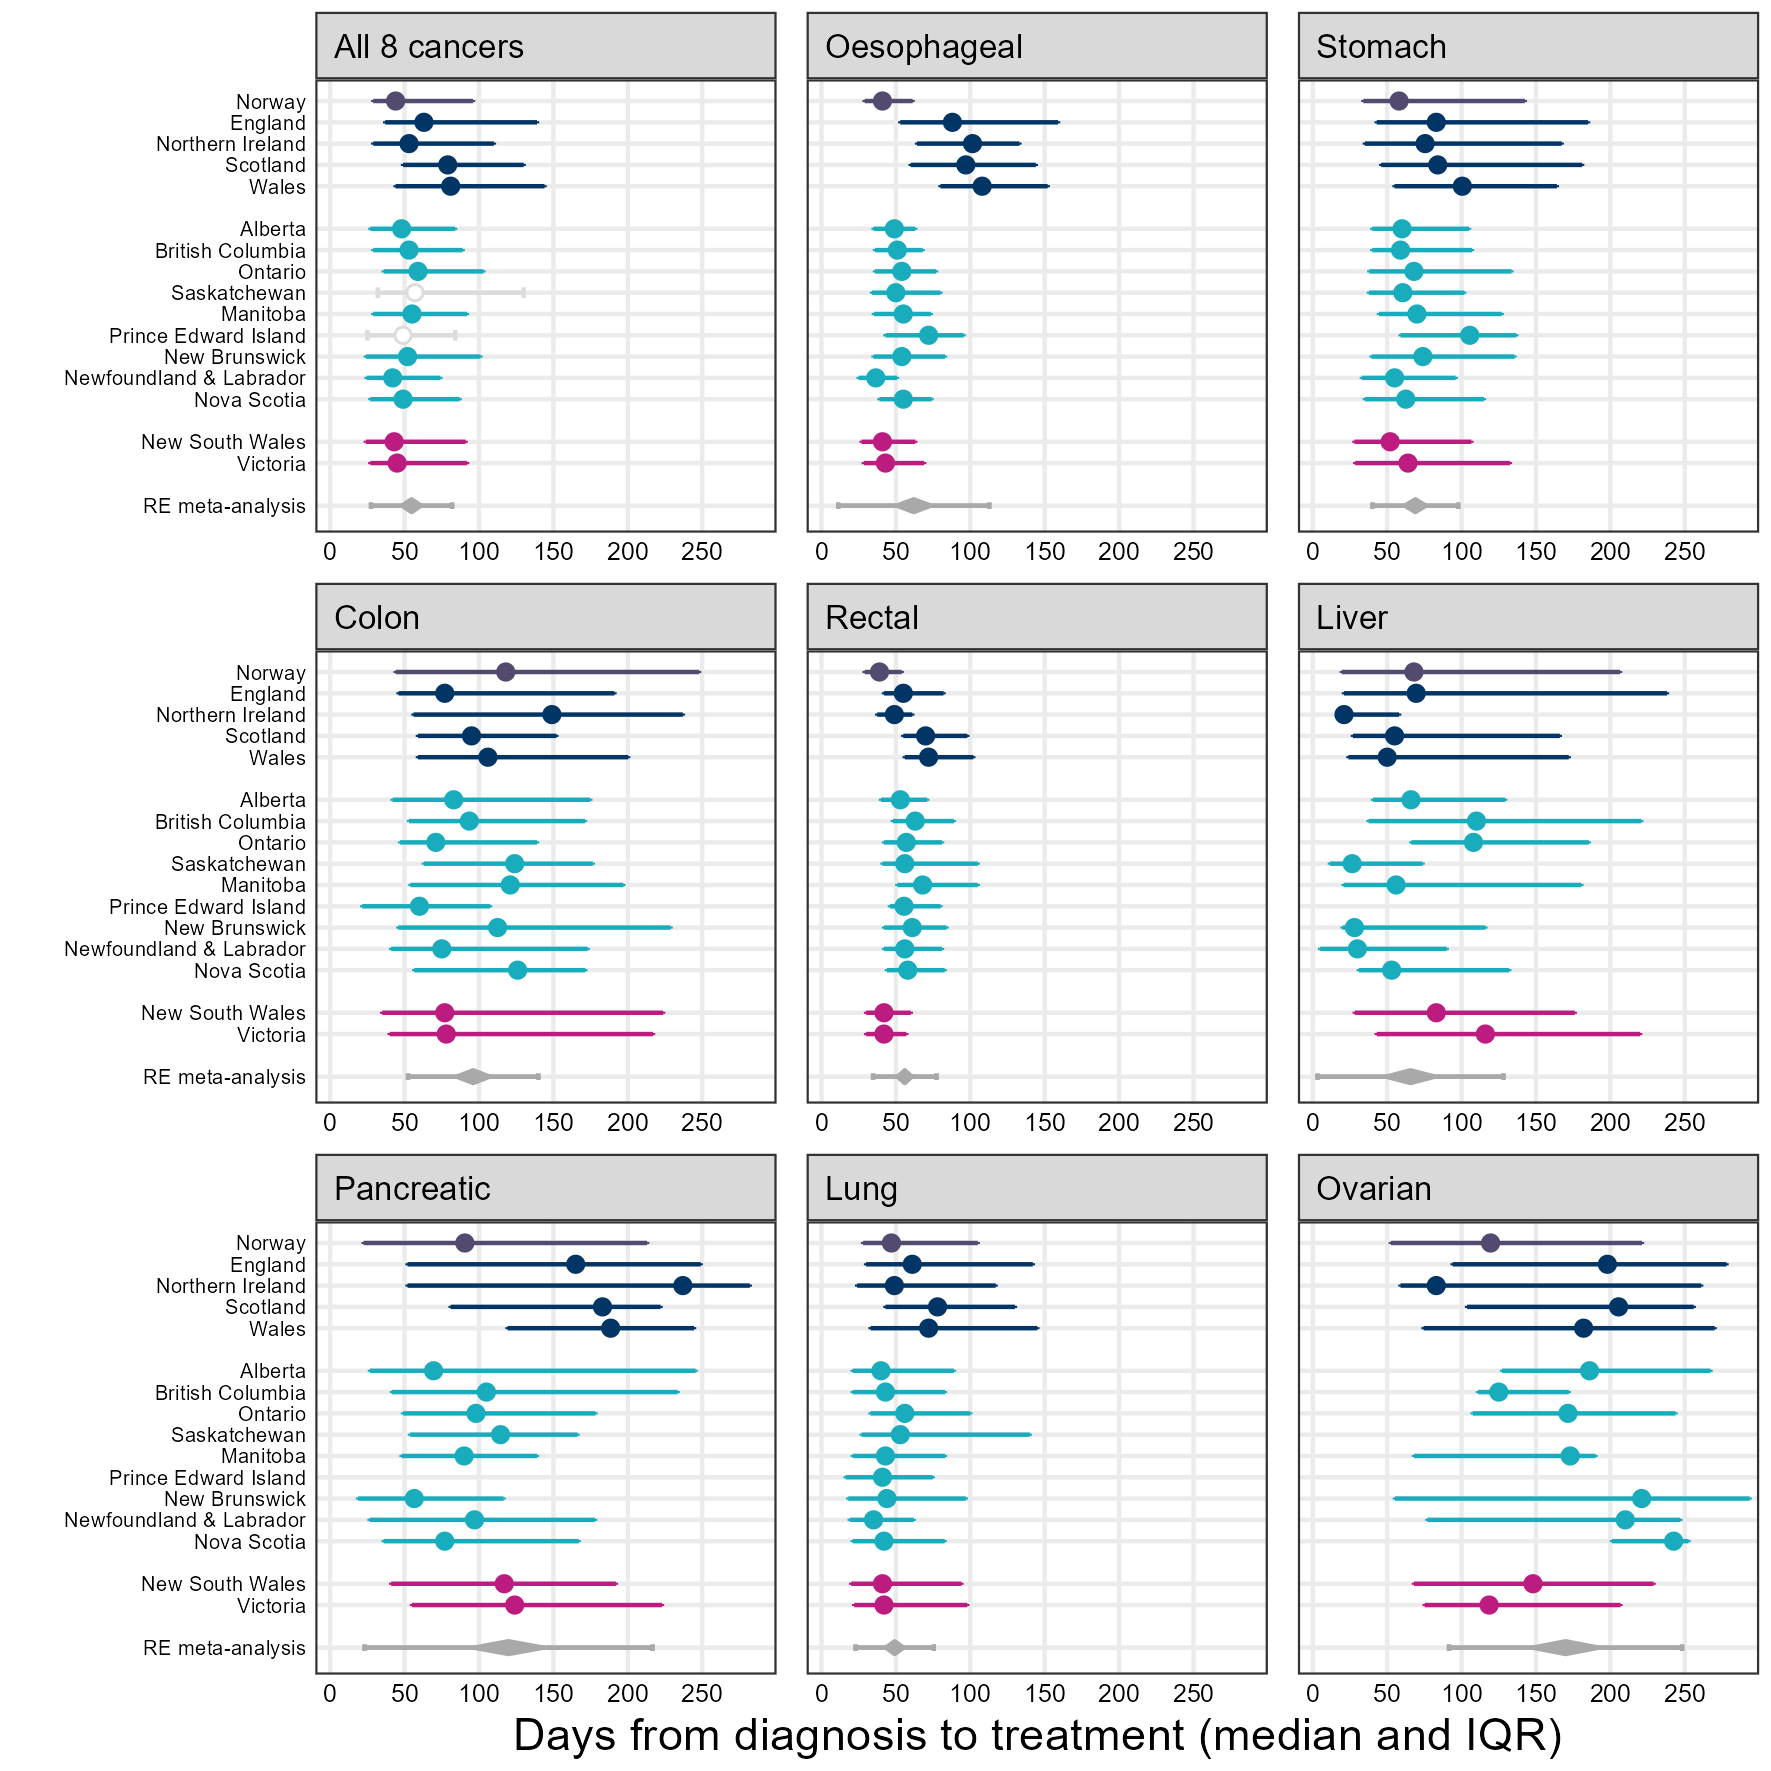 All 8 cancers
Oesophageal
Stomach
Norway
England
Northern Ireland
Scotland
Wales
Alberta
British Columbia
Ontario
Saskatchewan
Manitoba
Prince Edward Island
New Brunswick
Newfoundland & Labrador
Nova Scotia
New South Wales
Victoria
RE meta-analysis
0 50 100 150 200 250
0 50 100 150 200 250
0 50 100 150 200 250
Colon
Rectal
Liver
Norway
England
Northern Ireland
Scotland
Wales
Alberta
British Columbia
Ontario
Saskatchewan
Manitoba
Prince Edward Island
New Brunswick
Newfoundland & Labrador
Nova Scotia
New South Wales
Victoria
RE meta-analysis
0 50 100 150 200 250
0 50 100 150 200 250
0 50 100 150 200 250
Pancreatic
Lung
Ovarian
Norway
England
Northern Ireland
Scotland
Wales
Alberta
British Columbia
Ontario
Saskatchewan
Manitoba
Prince Edward Island
New Brunswick
Newfoundland & Labrador
Nova Scotia
New South Wales
Victoria
RE meta-analysis
0 50 100 150 200 250
0 50 100 150 200 250
0 50 100 150 200 250
Days from diagnosis to treatment (median and IQR)